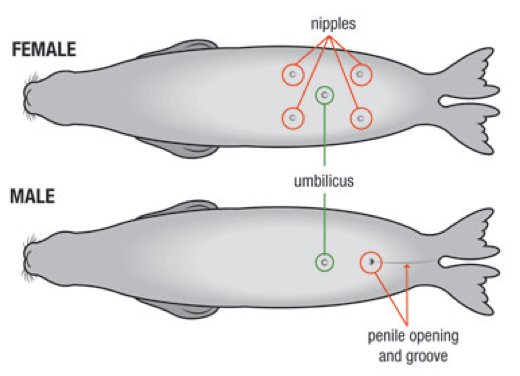 nipples
FEMALE
umbilicus
MALE
penile opening
and groove